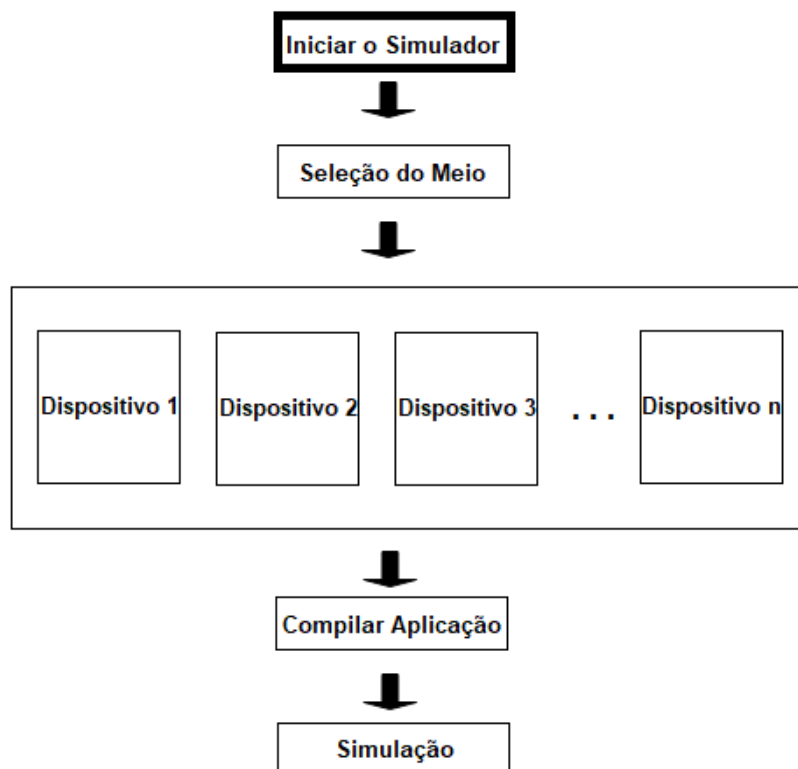 Iniciar o Simulador
Seleção do Meio
Dispositivo 1
Dispositivo 2
Dispositivo 3
. . .
Dispositivo n
Compilar Aplicação
Simulação